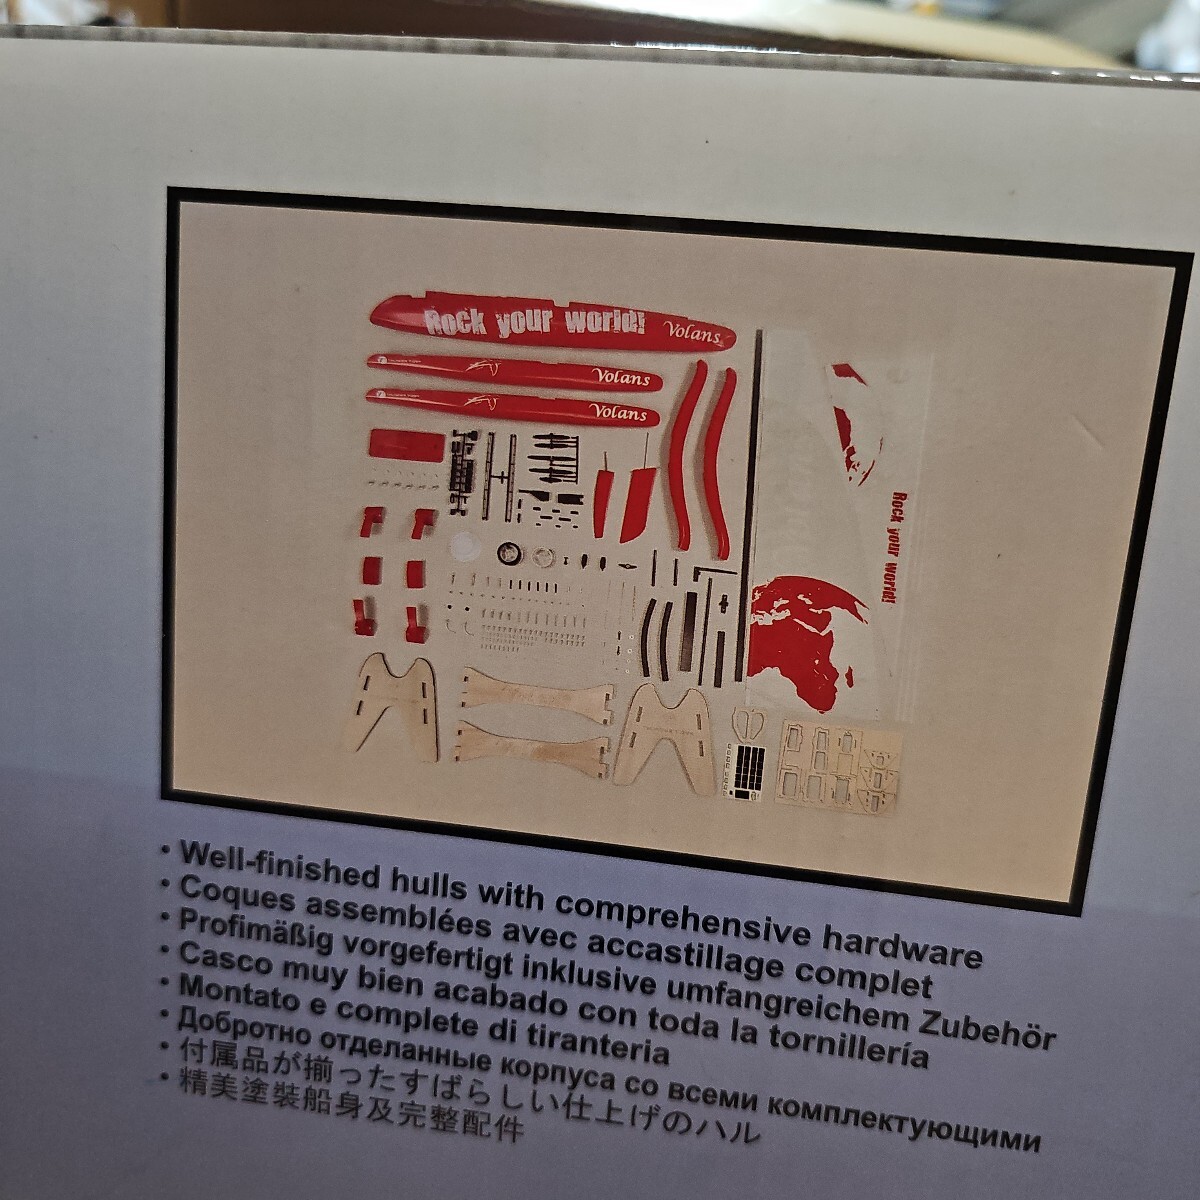 Rock your world! Volans
Volans
Volans
Rock your world!
• Well-finished hulls with comprehensive hardware
• Coques assemblées avec accastillage complet
• Profimäßig vorgefertigt inklusive umfangreichem Zubehör
• Casco muy bien acabado con toda la tornillería
• Montato e complete di tiranteria
• Добротно отделанные корпуса со всеми комплектующими
• 付属品が揃ったすばらしい仕上げのハル
• 精美塗裝船身及完整配件